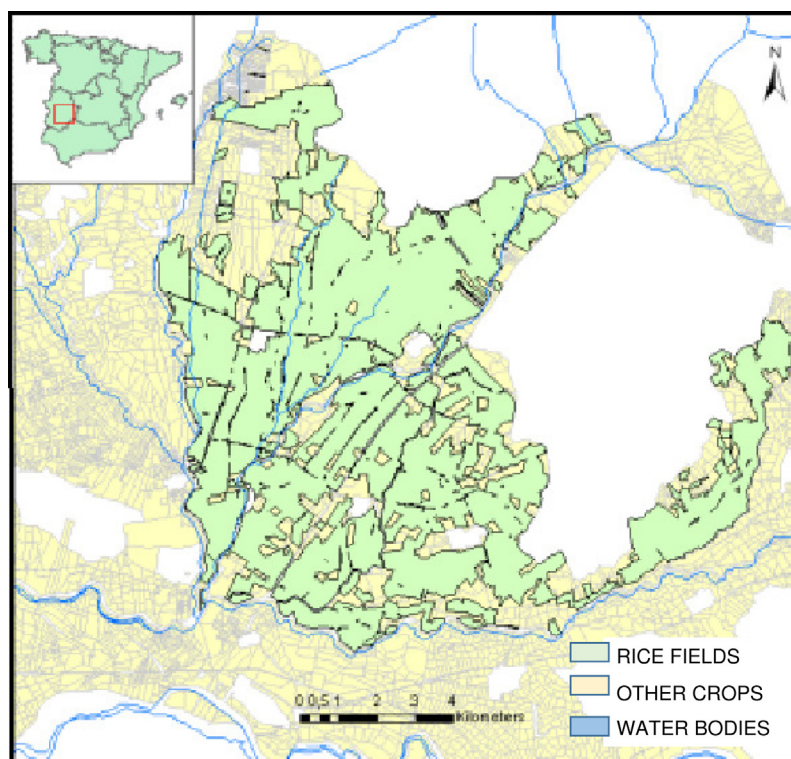 N
RICE FIELDS
OTHER CROPS
WATER BODIES
0 0,5 1 2 3 4
Kilometers